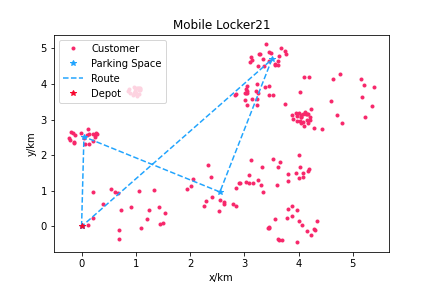 Mobile Locker21
Customer
Parking Space
Route
Depot
y/km
5
4
3
2
1
0
0 1 2 3 4 5
x/km